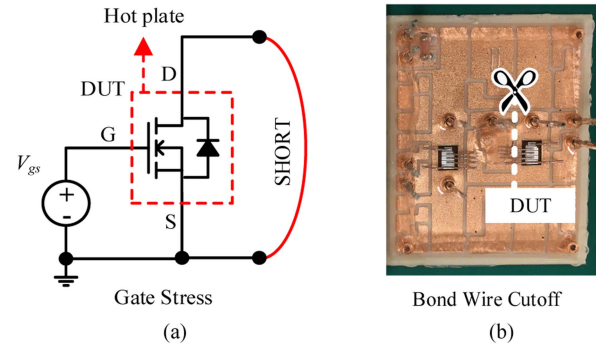 Hot plate
DUT
D
G
S
V_gs
+
-
SHORT
Gate Stress
(a)
DUT
Bond Wire Cutoff
(b)